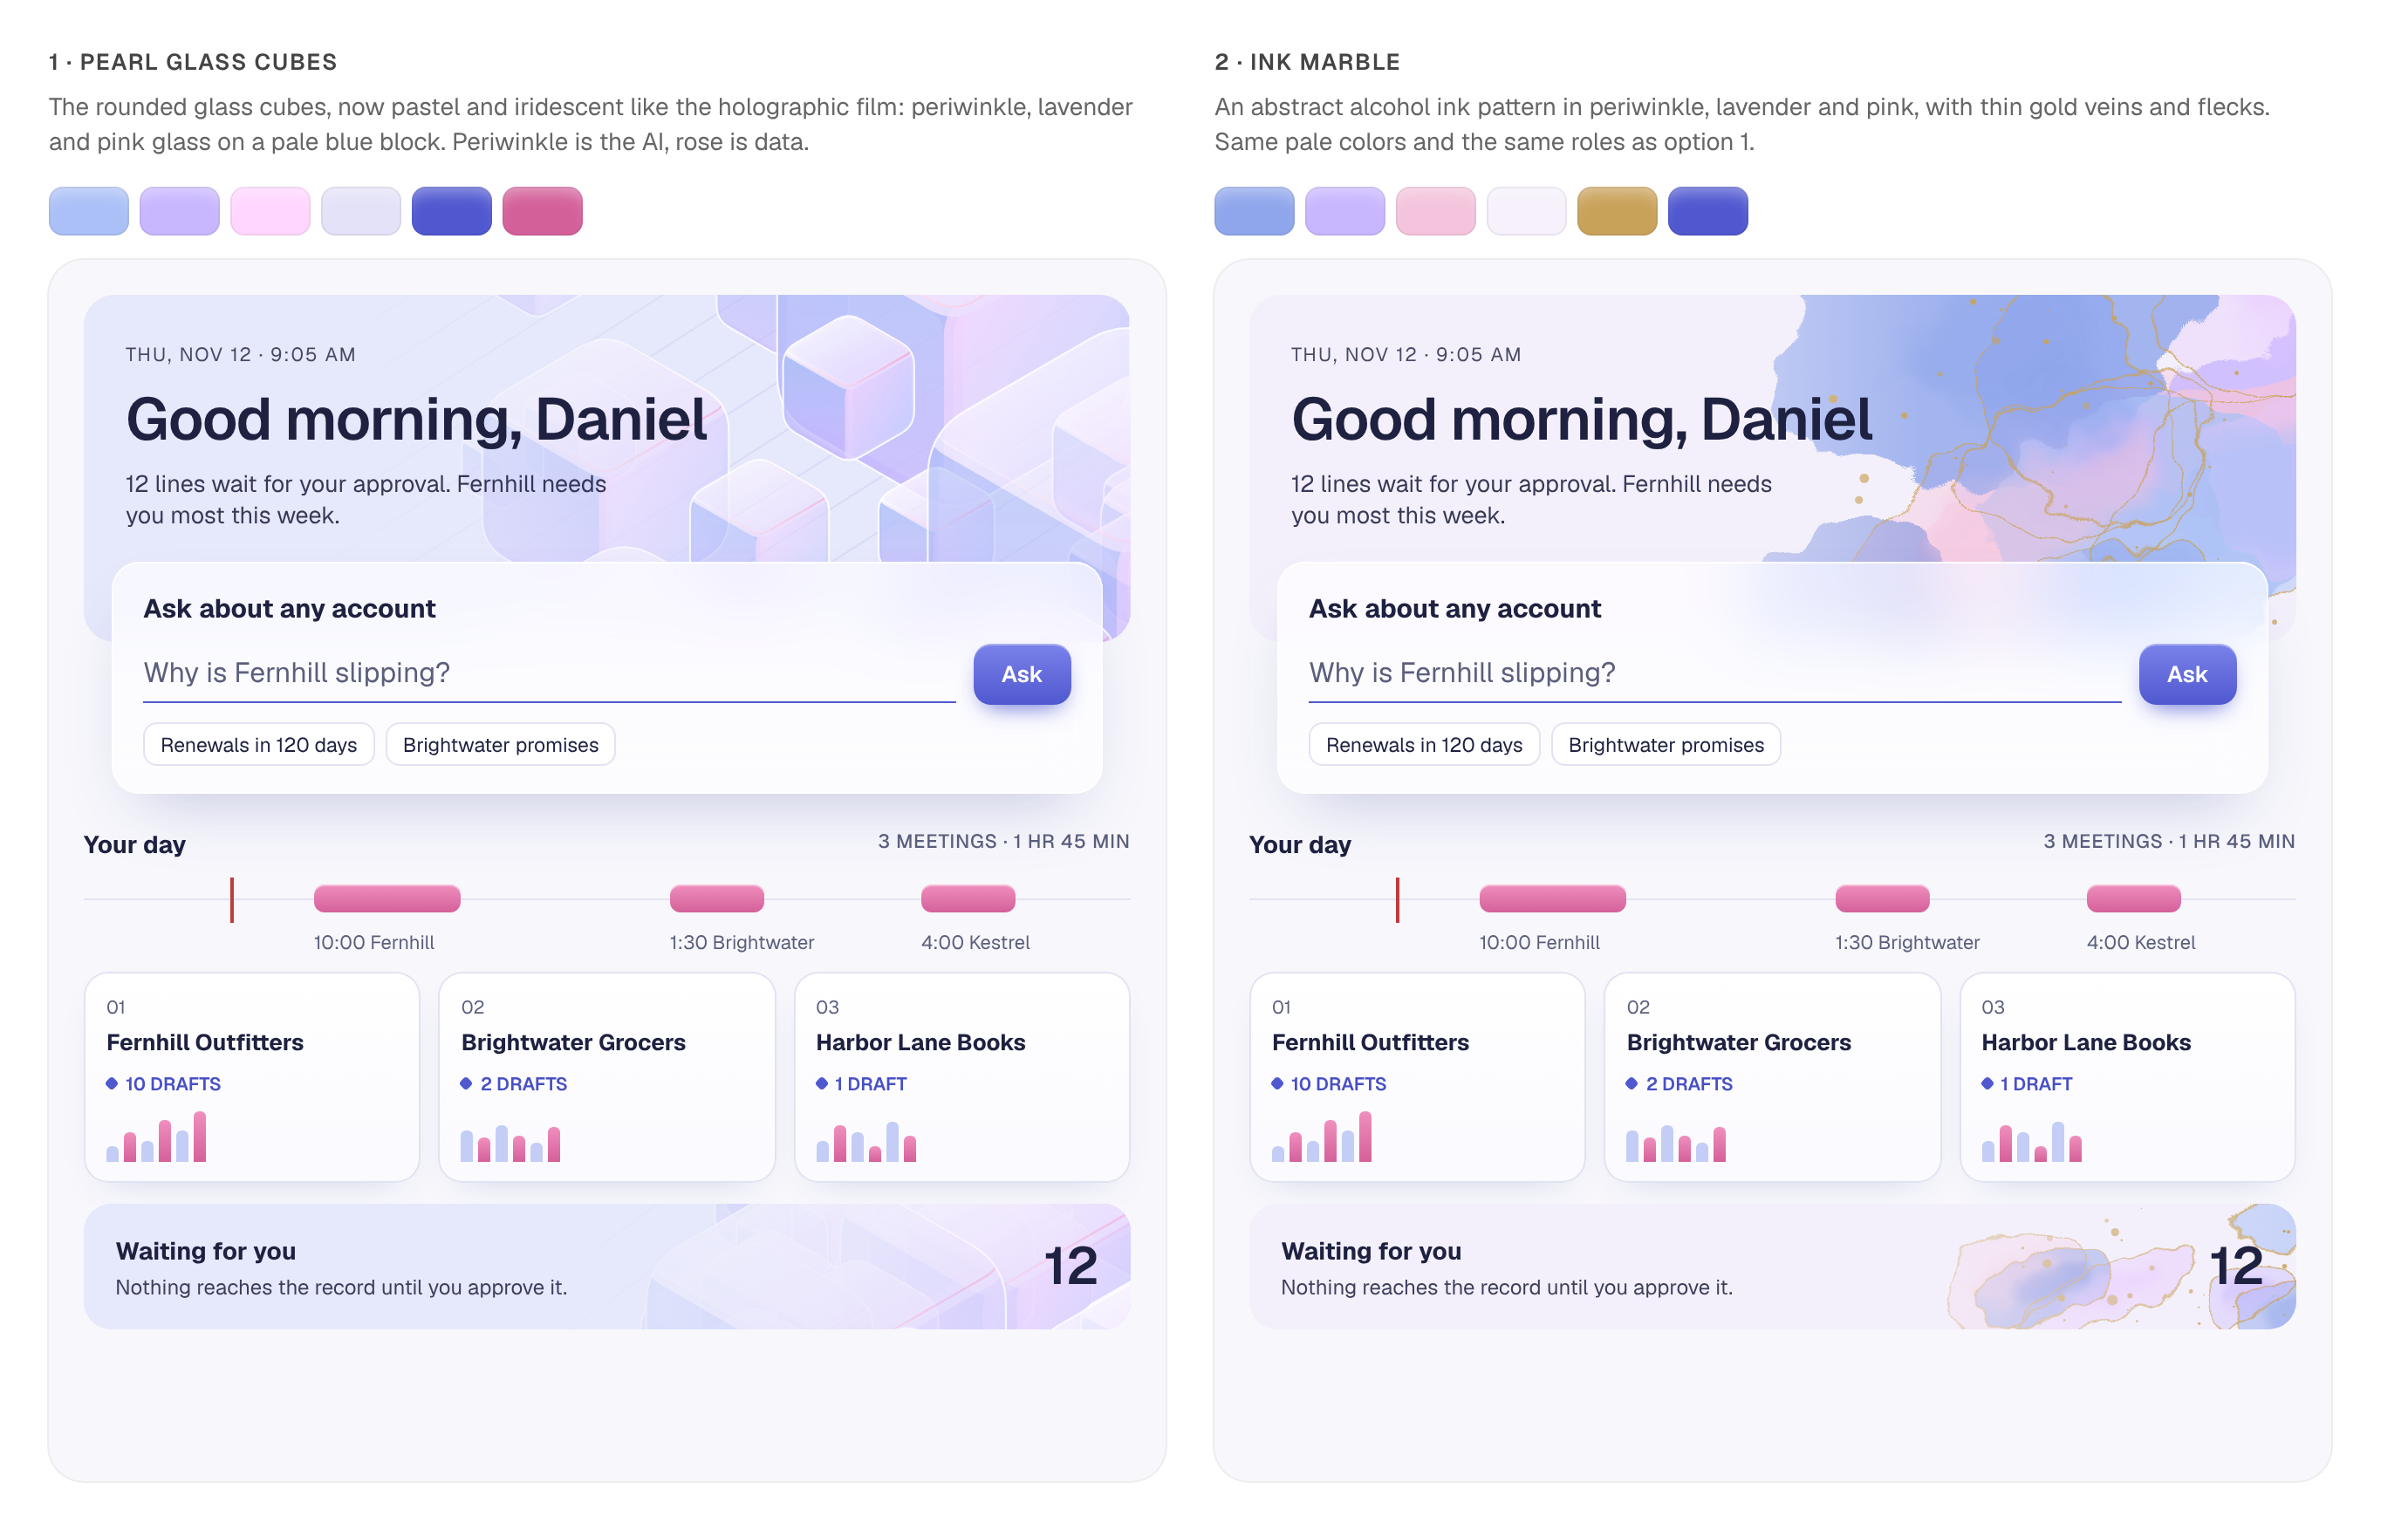 1 · PEARL GLASS CUBES
The rounded glass cubes, now pastel and iridescent like the holographic film: periwinkle, lavender
and pink glass on a pale blue block. Periwinkle is the AI, rose is data.
THU, NOV 12 · 9:05 AM
Good morning, Daniel
12 lines wait for your approval. Fernhill needs
you most this week.
Ask about any account
Why is Fernhill slipping?
Ask
Renewals in 120 days
Brightwater promises
Your day
3 MEETINGS · 1 HR 45 MIN
10:00 Fernhill
1:30 Brightwater
4:00 Kestrel
01
Fernhill Outfitters
10 DRAFTS
02
Brightwater Grocers
2 DRAFTS
03
Harbor Lane Books
1 DRAFT
Waiting for you
Nothing reaches the record until you approve it.
12
2 · INK MARBLE
An abstract alcohol ink pattern in periwinkle, lavender and pink, with thin gold veins and flecks.
Same pale colors and the same roles as option 1.
THU, NOV 12 · 9:05 AM
Good morning, Daniel
12 lines wait for your approval. Fernhill needs
you most this week.
Ask about any account
Why is Fernhill slipping?
Ask
Renewals in 120 days
Brightwater promises
Your day
3 MEETINGS · 1 HR 45 MIN
10:00 Fernhill
1:30 Brightwater
4:00 Kestrel
01
Fernhill Outfitters
10 DRAFTS
02
Brightwater Grocers
2 DRAFTS
03
Harbor Lane Books
1 DRAFT
Waiting for you
Nothing reaches the record until you approve it.
12